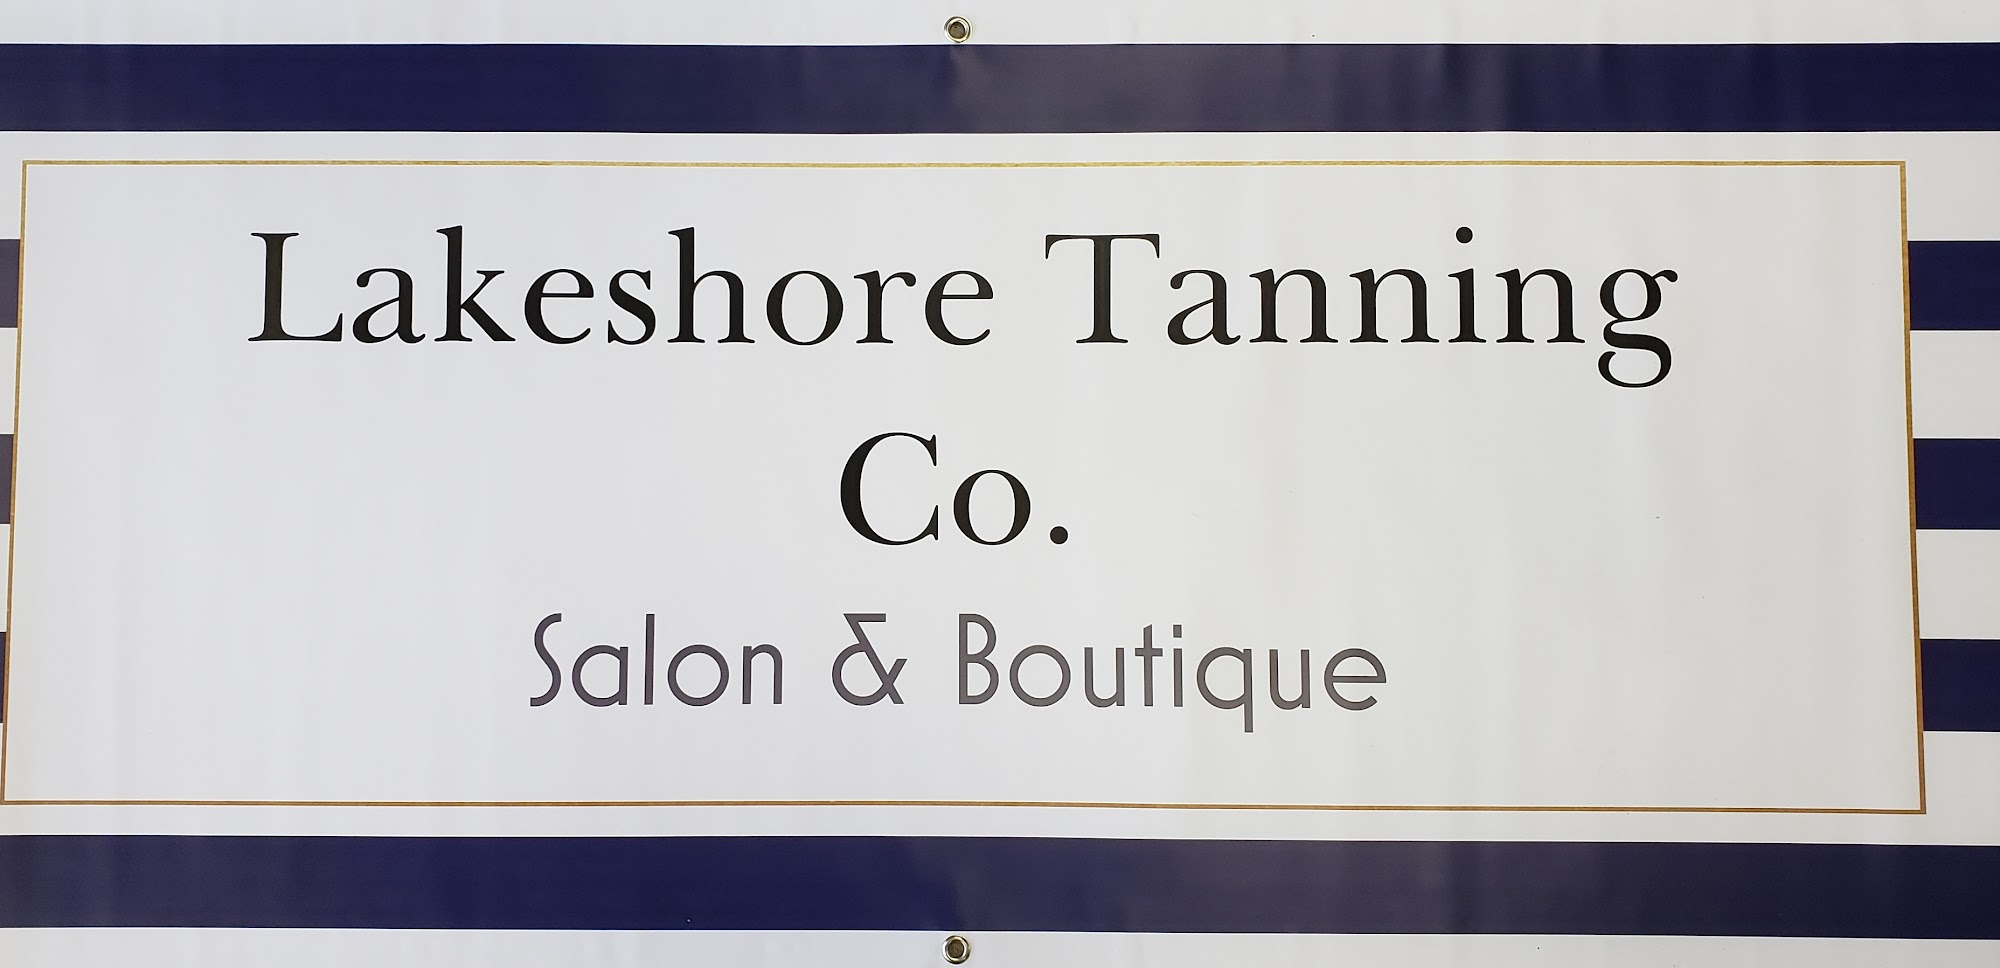 Lakeshore Tanning
Co.
Salon & Boutique